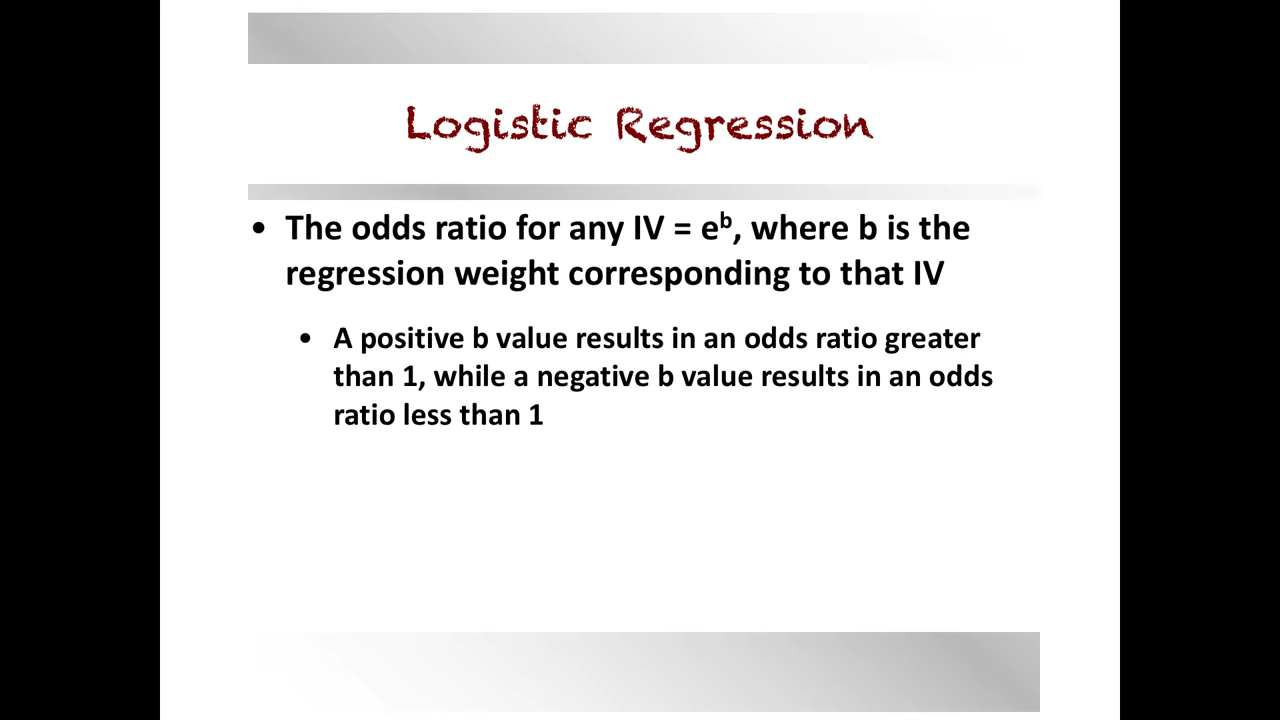 Logistic Regression
• The odds ratio for any IV = eᵇ, where b is the
regression weight corresponding to that IV
• A positive b value results in an odds ratio greater
than 1, while a negative b value results in an odds
ratio less than 1